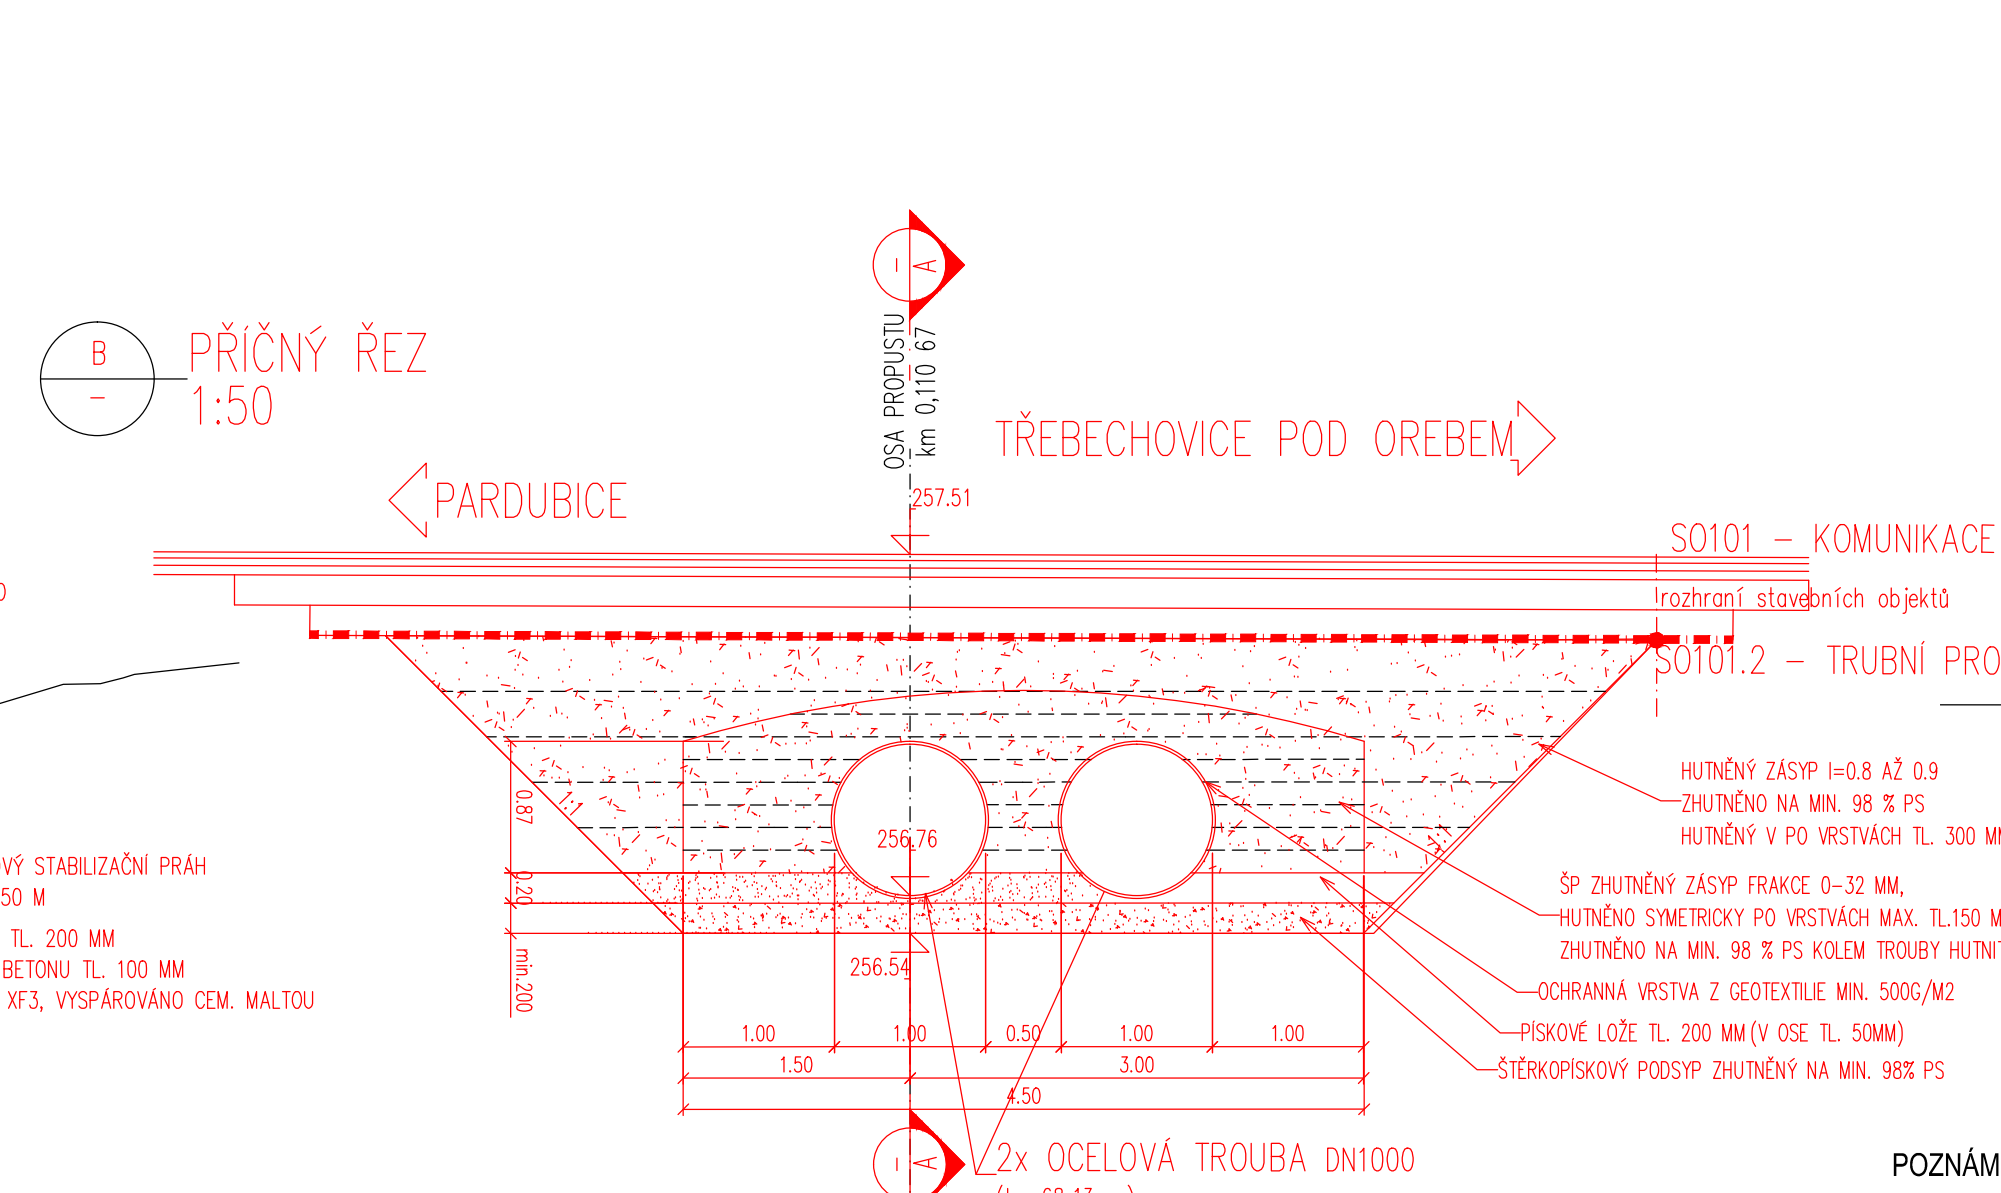 A
–
B
–
PŘÍČNÝ ŘEZ
1:50
OSA PROPUSTU
km 0,110 67
TŘEBECHOVICE POD OREBEM
PARDUBICE
257.51
SO101 – KOMUNIKACE
rozhraní stavebních objektů
SO101.2 – TRUBNÍ PRO
HUTNĚNÝ ZÁSYP I=0.8 AŽ 0.9
ZHUTNĚNO NA MIN. 98 % PS
HUTNĚNÝ V PO VRSTVÁCH TL. 300 M
1:1
0.87
256.76
0.20
min.200
256.54
OVÝ STABILIZAČNÍ PRÁH
50 M
TL. 200 MM
BETONU TL. 100 MM
XF3, VYSPÁROVÁNO CEM. MALTOU
ŠP ZHUTNĚNÝ ZÁSYP FRAKCE 0–32 MM,
HUTNĚNO SYMETRICKY PO VRSTVÁCH MAX. TL.150 M
ZHUTNĚNO NA MIN. 98 % PS KOLEM TROUBY HUTNI
OCHRANNÁ VRSTVA Z GEOTEXTILIE MIN. 500G/M2
PÍSKOVÉ LOŽE TL. 200 MM (V OSE TL. 50MM)
ŠTĚRKOPÍSKOVÝ PODSYP ZHUTNĚNÝ NA MIN. 98% PS
1.00 1.00 0.50 1.00 1.00
1.50 3.00
4.50
A
–
2x OCELOVÁ TROUBA DN1000
POZNÁM